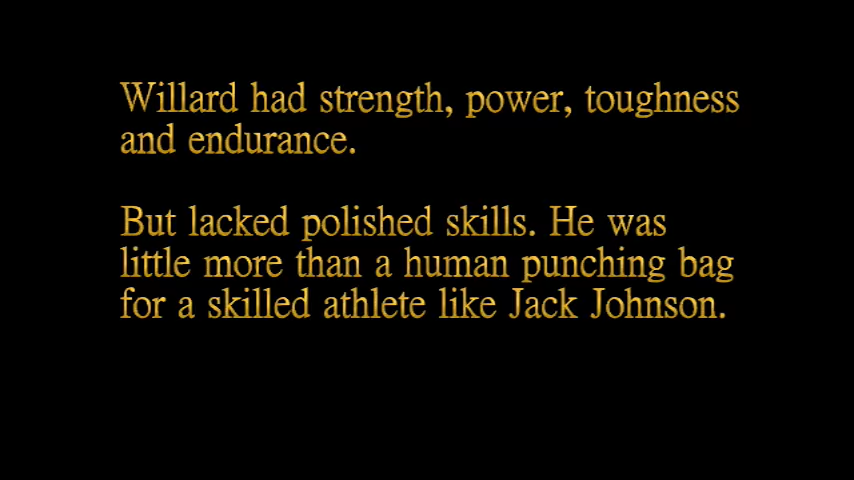 Willard had strength, power, toughness
and endurance.
But lacked polished skills. He was
little more than a human punching bag
for a skilled athlete like Jack Johnson.